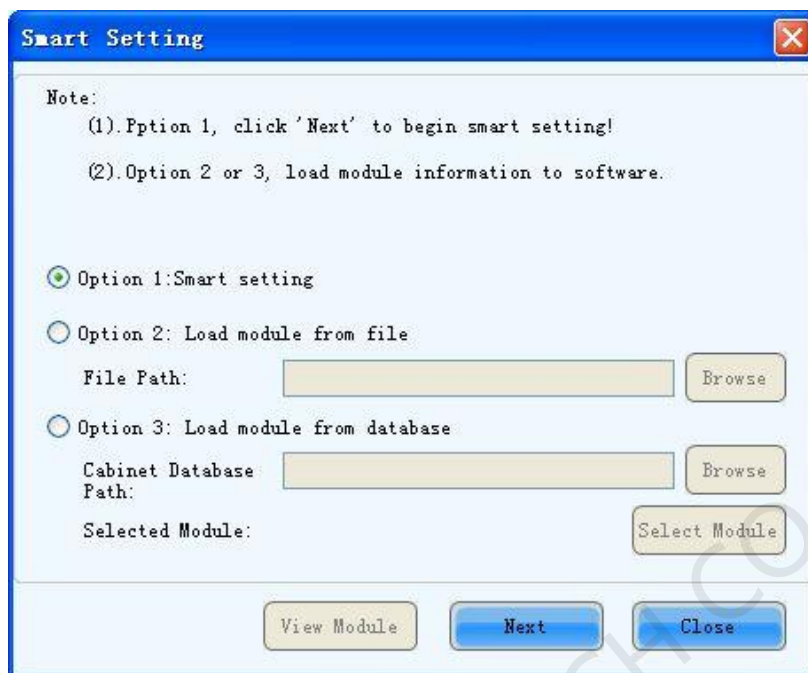 Smart Setting
Note:
(1).Pption 1, click 'Next' to begin smart setting!
(2).Option 2 or 3, load module information to software.
Option 1:Smart setting
Option 2: Load module from file
File Path:
Browse
Option 3: Load module from database
Cabinet Database
Path:
Browse
Selected Module:
Select Module
View Module
Next
Close